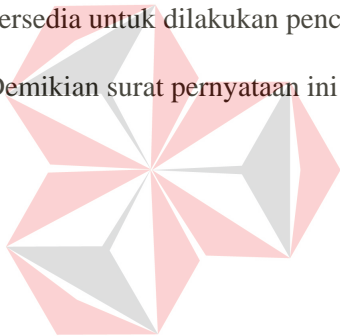 ersedia untuk dilakukan penc
Demikian surat pernyataan ini